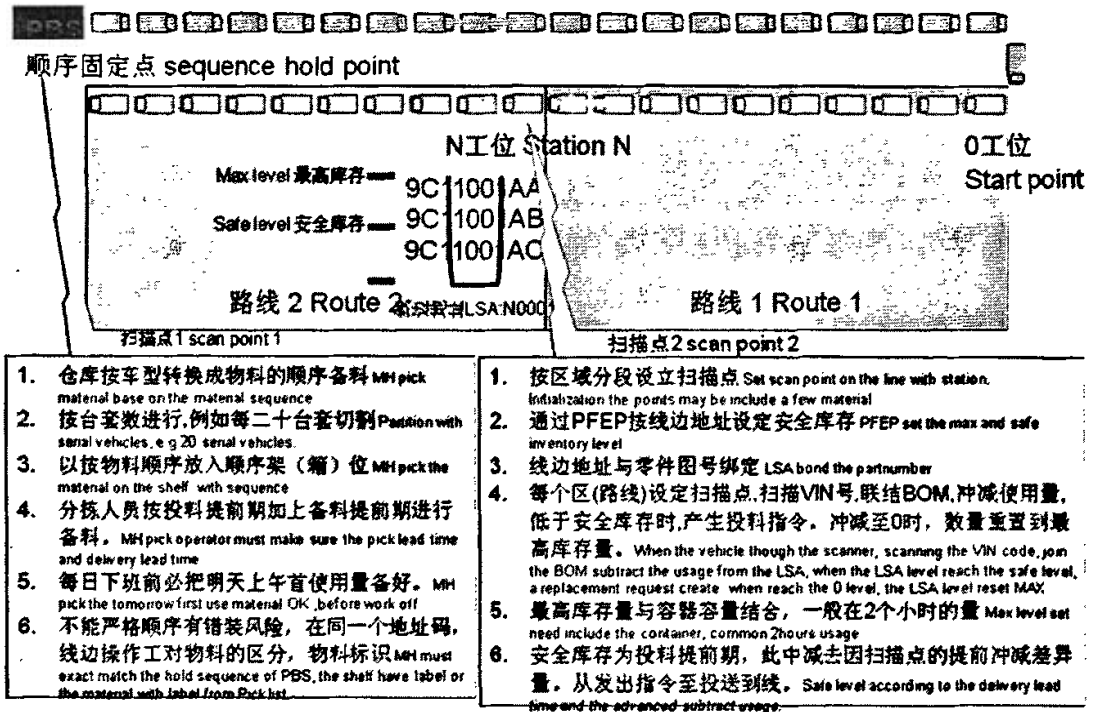 PBS
顺序固定点 sequence hold point
N工位 Station N
0工位
Start point
Max level 最高库存
9C1100 AA
Safe level 安全库存
9C1100 AB
9C1100 AC
路线 2 Route 2
LSA:N0001
路线 1 Route 1
扫描点1 scan point 1
扫描点2 scan point 2
1. 仓库按车型转换成物料的顺序备料 MH pick
material base on the material sequence
2. 按台套数进行,例如每二十台套切割 Partition with
serial vehicles, e g 20 serial vehicles.
3. 以按物料顺序放入顺序架（箱）位 MH pick the
material on the shelf with sequence
4. 分拣人员按投料提前期加上备料提前期进行
备料。MH pick operator must make sure the pick lead time
and delivery lead time
5. 每日下班前必把明天上午首使用量备好。MH
pick the tomorrow first use material OK ,before work off
6. 不能严格顺序有错装风险，在同一个地址码，
线边操作工对物料的区分，物料标识 MH must
exact match the hold sequence of PBS, the shelf have label or
the material with label from Pick list
1. 按区域分段设立扫描点 Set scan point on the line with station.
Initialization the points may be include a few material
2. 通过PFEP按线边地址设定安全库存 PFEP set the max and safe
inventory level
3. 线边地址与零件图号绑定 LSA bond the partnumber
4. 每个区(路线)设定扫描点.扫描VIN号,联结BOM,冲减使用量,
低于安全库存时,产生投料指令。冲减至0时，数量重置到最
高库存量。When the vehicle though the scanner, scanning the VIN code, join
the BOM subtract the usage from the LSA, when the LSA level reach the safe level,
a replacement request create when reach the 0 level, the LSA level reset MAX.
5. 最高库存量与容器容量结合，一般在2个小时的量 Max level set
need include the container, common 2hours usage
6. 安全库存为投料提前期，此中减去因扫描点的提前冲减差异
量。从发出指令至投送到线。Safe level according to the delivery lead
time and the advanced subtract usage.